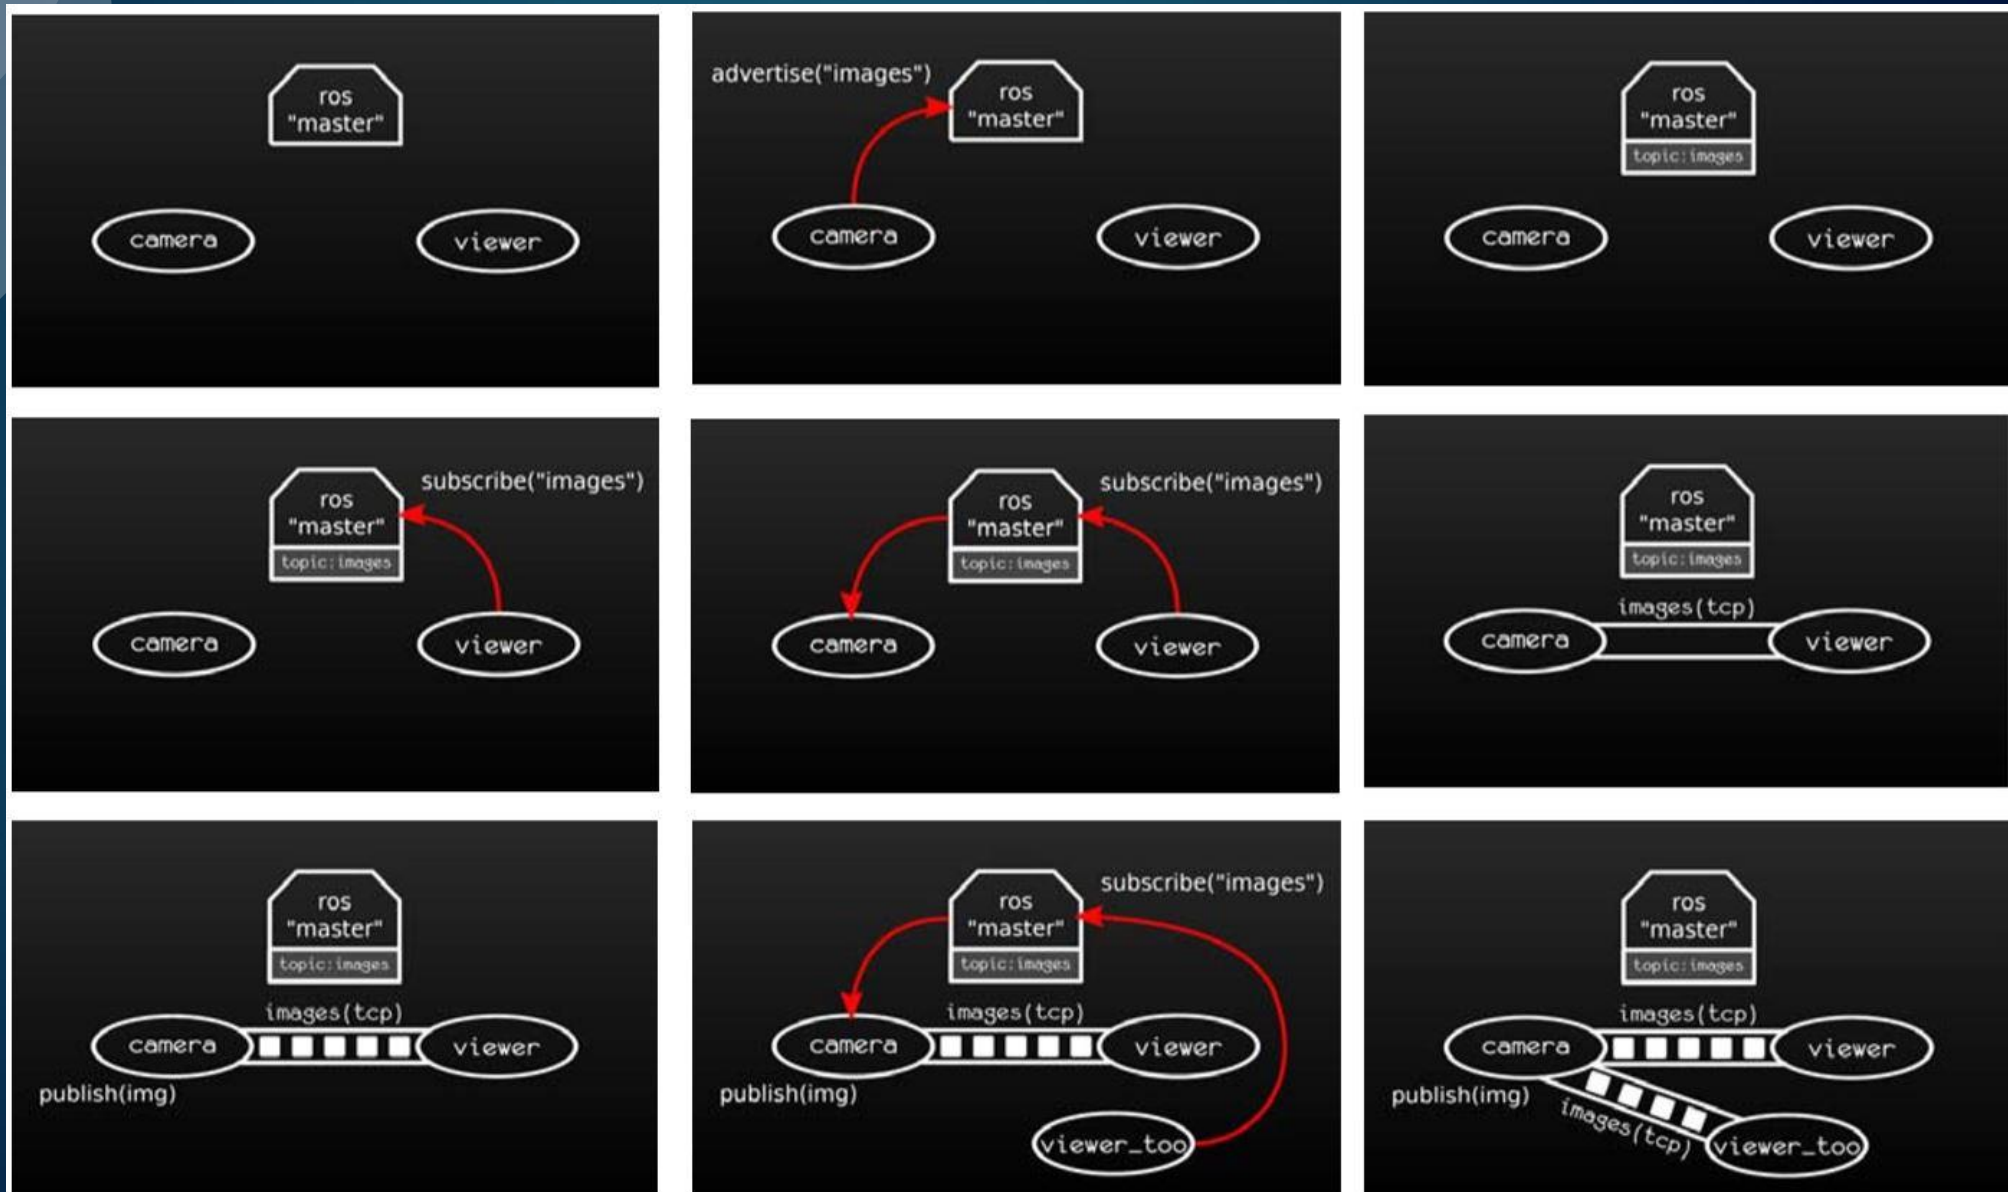 ros
"master"
camera
viewer
advertise("images")
ros
"master"
camera
viewer
ros
"master"
topic:images
camera
viewer
subscribe("images")
ros
"master"
topic:images
camera
viewer
subscribe("images")
ros
"master"
topic:images
camera
viewer
ros
"master"
topic:images
images(tcp)
camera
viewer
ros
"master"
topic:images
images(tcp)
camera
viewer
publish(img)
subscribe("images")
ros
"master"
topic:images
images(tcp)
camera
viewer
publish(img)
viewer_too
ros
"master"
topic:images
images(tcp)
camera
viewer
publish(img)
images(tcp)
viewer_too